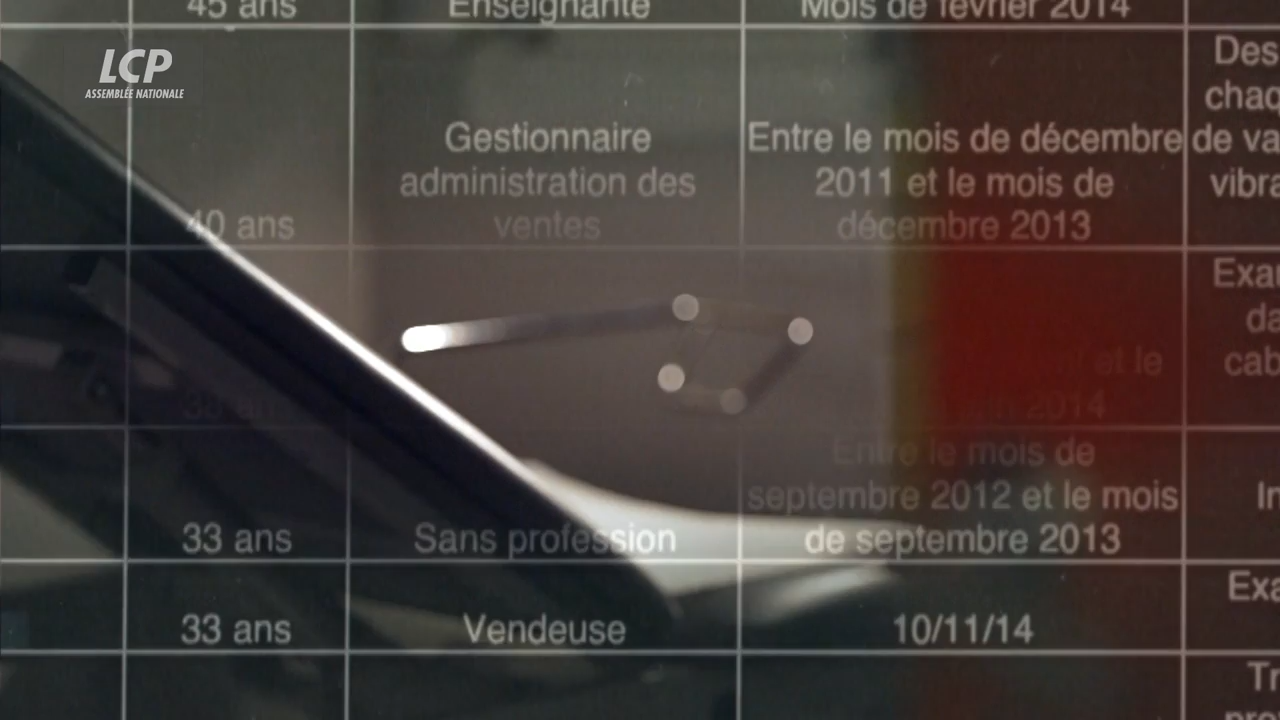 45 ans Enseignante Mois de février 2014
LCP
ASSEMBLÉE NATIONALE
Des
chaq
Gestionnaire Entre le mois de décembre de va
administration des 2011 et le mois de vibra
40 ans ventes décembre 2013
Exa
da
et le cab
38 ans 2014
Entre le mois de
septembre 2012 et le mois In
33 ans Sans profession de septembre 2013
Exa
33 ans Vendeuse 10/11/14
Tr